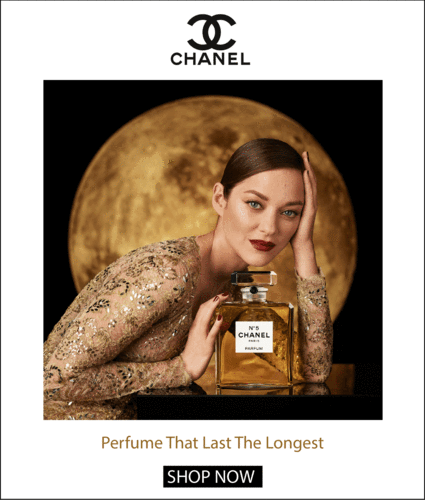 CHANEL
N°5
CHANEL
PARIS
PARFUM
Perfume That Last The Longest
SHOP NOW